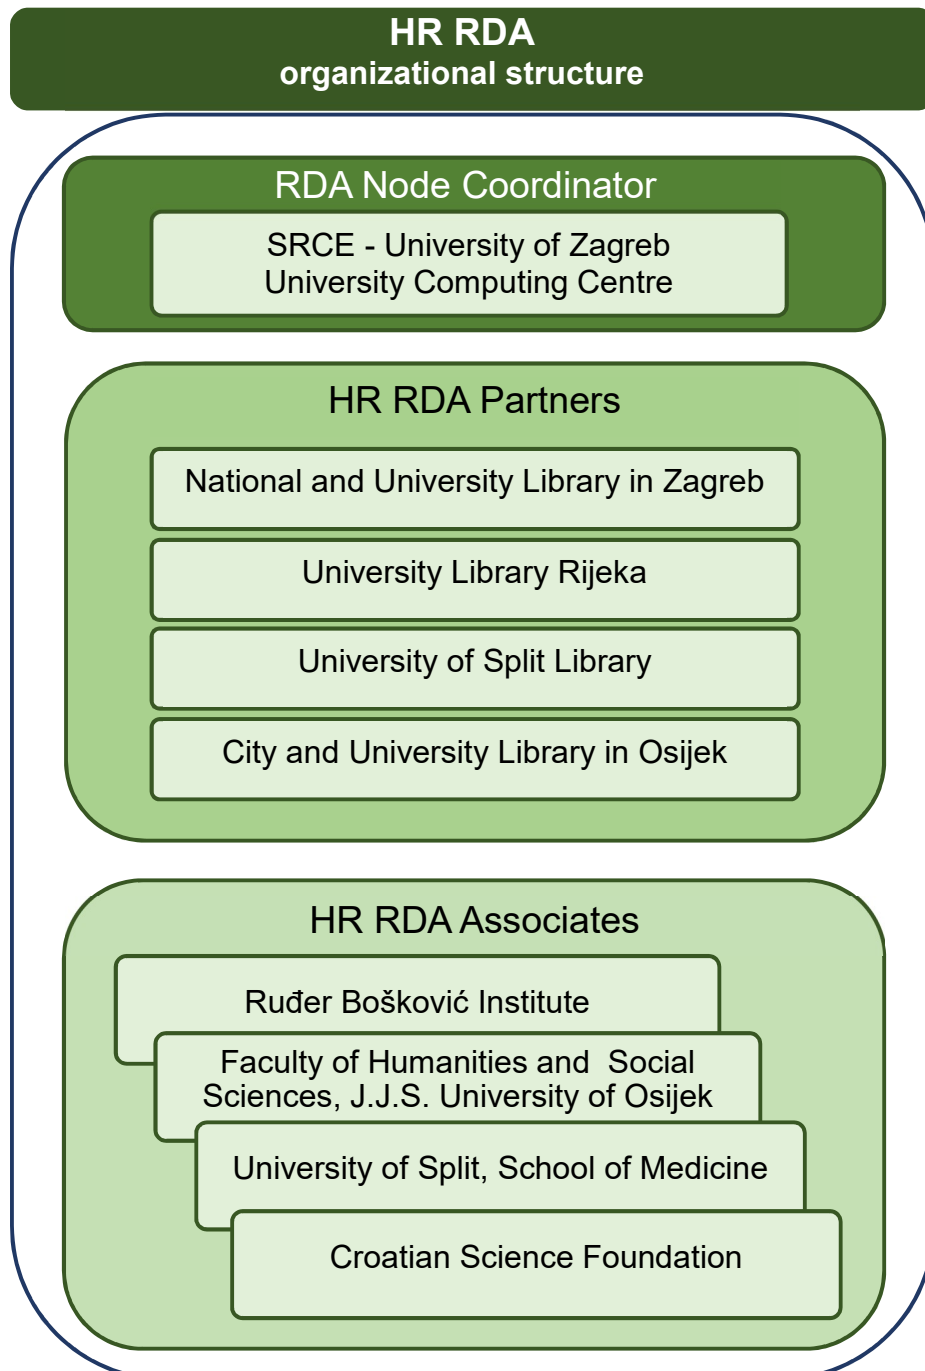 HR RDA
organizational structure
RDA Node Coordinator
SRCE - University of Zagreb
University Computing Centre
HR RDA Partners
National and University Library in Zagreb
University Library Rijeka
University of Split Library
City and University Library in Osijek
HR RDA Associates
Ruđer Bošković Institute
Faculty of Humanities and  Social
Sciences, J.J.S. University of Osijek
University of Split, School of Medicine
Croatian Science Foundation